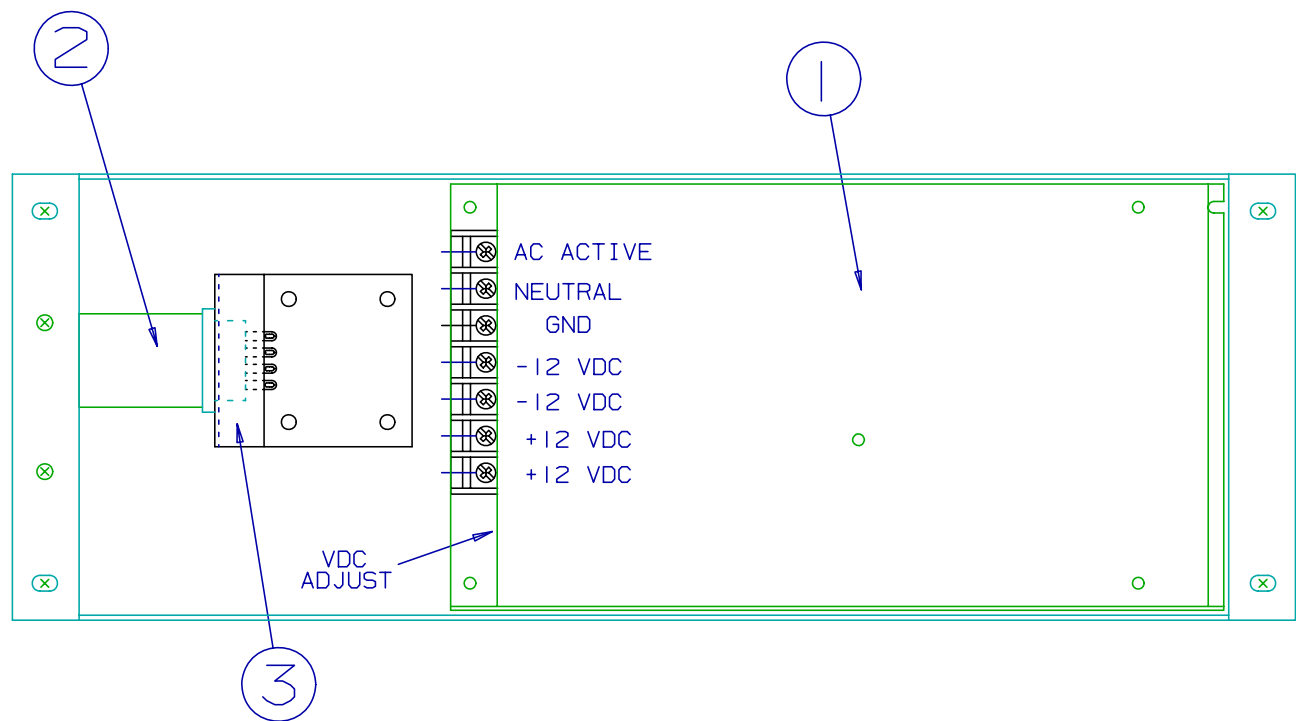 2
1
AC ACTIVE
NEUTRAL
GND
-12 VDC
-12 VDC
+12 VDC
+12 VDC
VDC
ADJUST
3